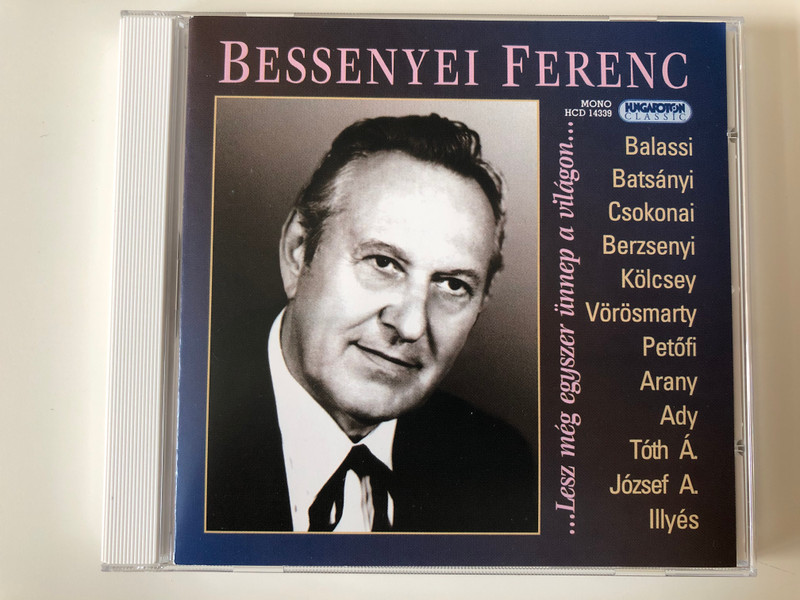 BESSENYEI FERENC
MONO
HCD 14339
HUNGAROTON
CLASSIC
...Lesz még egyszer ünnep a világon...
Balassi
Batsányi
Csokonai
Berzsenyi
Kölcsey
Vörösmarty
Petőfi
Arany
Ady
Tóth Á.
József A.
Illyés